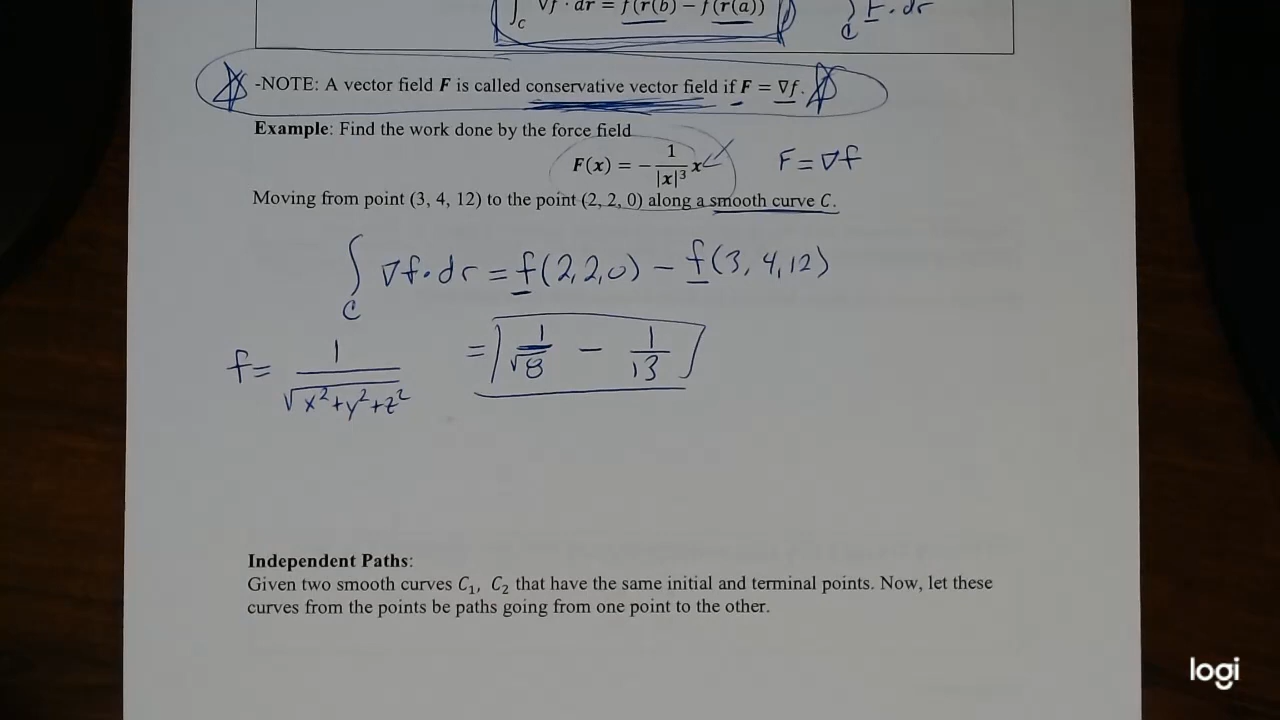 ∫_C ∇f · dr = f(r(b) − f(r(a)) ∫_C F · dr
-NOTE: A vector field F is called conservative vector field if F = ∇f.
Example: Find the work done by the force field
F(x) = −1/|x|³ x F = ∇f
Moving from point (3, 4, 12) to the point (2, 2, 0) along a smooth curve C.
∫_C ∇f · dr = f(2,2,0) − f(3,4,12)
f = 1/√(x²+y²+z²) = 1/√8 − 1/13
Independent Paths:
Given two smooth curves C₁, C₂ that have the same initial and terminal points. Now, let these
curves from the points be paths going from one point to the other.
logi